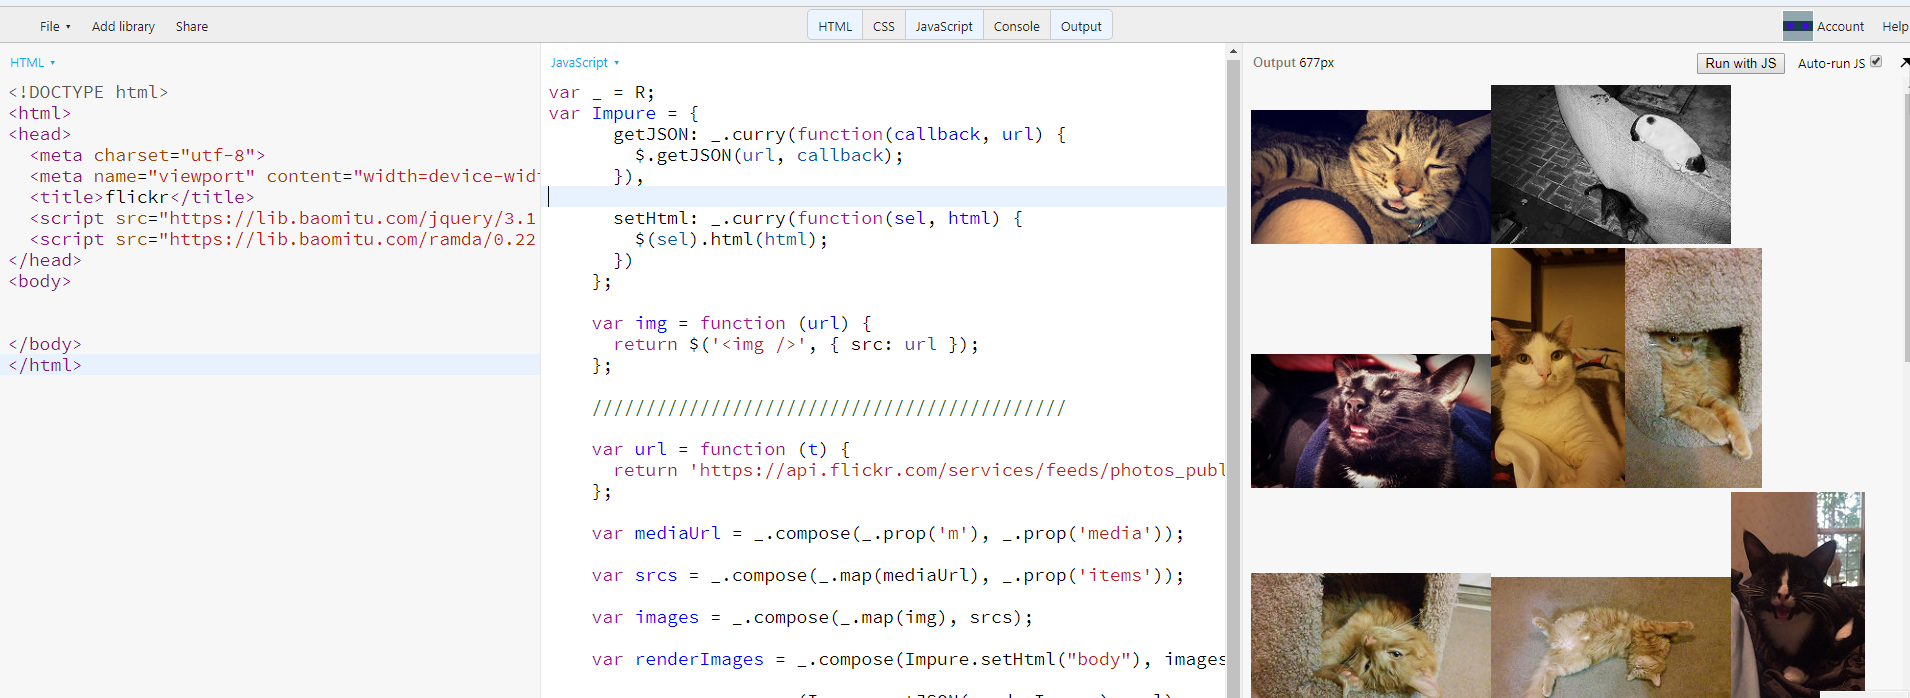 File ▾ Add library Share HTML CSS JavaScript Console Output Account Help
HTML ▾
<!DOCTYPE html>
<html>
<head>
<meta charset="utf-8">
<meta name="viewport" content="width=device-wid
<title>flickr</title>
<script src="https://lib.baomitu.com/jquery/3.1
<script src="https://lib.baomitu.com/ramda/0.22
</head>
<body>
</body>
</html>
JavaScript ▾
var _ = R;
var Impure = {
getJSON: _.curry(function(callback, url) {
$.getJSON(url, callback);
}),
setHtml: _.curry(function(sel, html) {
$(sel).html(html);
})
};
var img = function (url) {
return $('<img />', { src: url });
};
////////////////////////////////////////////
var url = function (t) {
return 'https://api.flickr.com/services/feeds/photos_publ
};
var mediaUrl = _.compose(_.prop('m'), _.prop('media'));
var srcs = _.compose(_.map(mediaUrl), _.prop('items'));
var images = _.compose(_.map(img), srcs);
var renderImages = _.compose(Impure.setHtml("body"), images
Output 677px Run with JS Auto-run JS